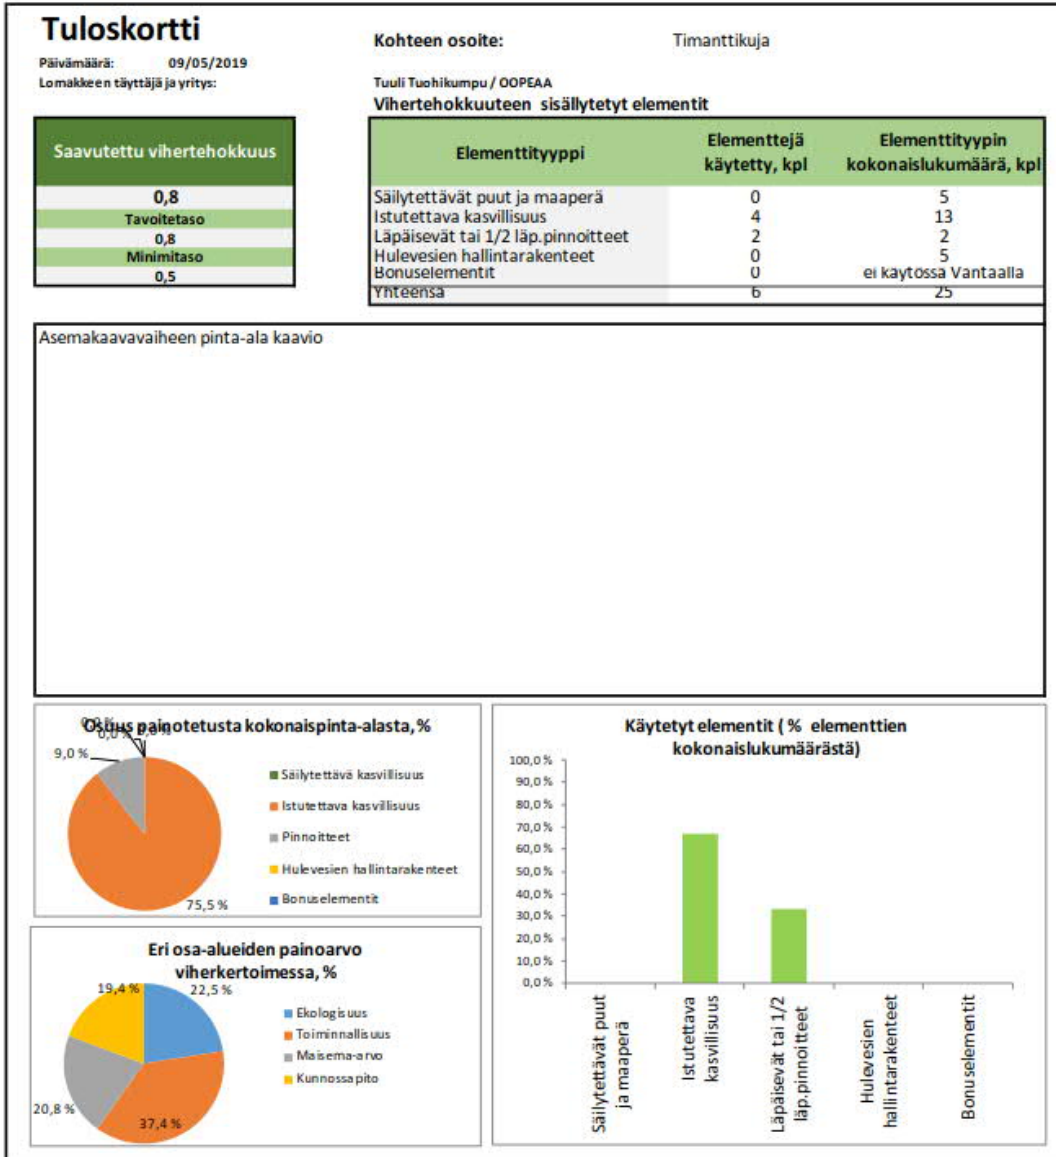 Tuloskortti
Päivämäärä: 09/05/2019
Lomakkeen täyttäjä ja yritys:
Kohteen osoite: Timanttikuja
Tuuli Tuohikumpu / OOPEAA
Vihertehokkuuteen sisällytetyt elementit
Saavutettu vihertehokkuus
0,8
Tavoitetaso
0,8
Minimitaso
0,5
Elementtityyppi
Elementtejä
käytetty, kpl
Elementtityypin
kokonaislukumäärä, kpl
Säilytettävät puut ja maaperä 0 5
Istutettava kasvillisuus 4 13
Läpäisevät tai 1/2 läp.pinnoitteet 2 2
Hulevesien hallintarakenteet 0 5
Bonuselementit 0 ei käytössä Vantaalla
Yhteensä 6 25
Asemakaavavaiheen pinta-ala kaavio
Osuus painotetusta kokonaispinta-alasta, %
0,0 %
0,0 %
0,0 %
9,0 %
75,5 %
Säilytettävä kasvillisuus
Istutettava kasvillisuus
Pinnoitteet
Hulevesien hallintarakenteet
Bonuselementit
Eri osa-alueiden painoarvo
viherkertoimessa, %
19,4 %
22,5 %
20,8 %
37,4 %
Ekologisuus
Toiminnallisuus
Maisema-arvo
Kunnossapito
Käytetyt elementit ( % elementtien
kokonaislukumäärästä)
100,0 %
90,0 %
80,0 %
70,0 %
60,0 %
50,0 %
40,0 %
30,0 %
20,0 %
10,0 %
0,0 %
Säilytettävät puut
ja maaperä
Istutettava
kasvillisuus
Läpäisevät tai 1/2
läp.pinnoitteet
Hulevesien
hallintarakenteet
Bonuselementit